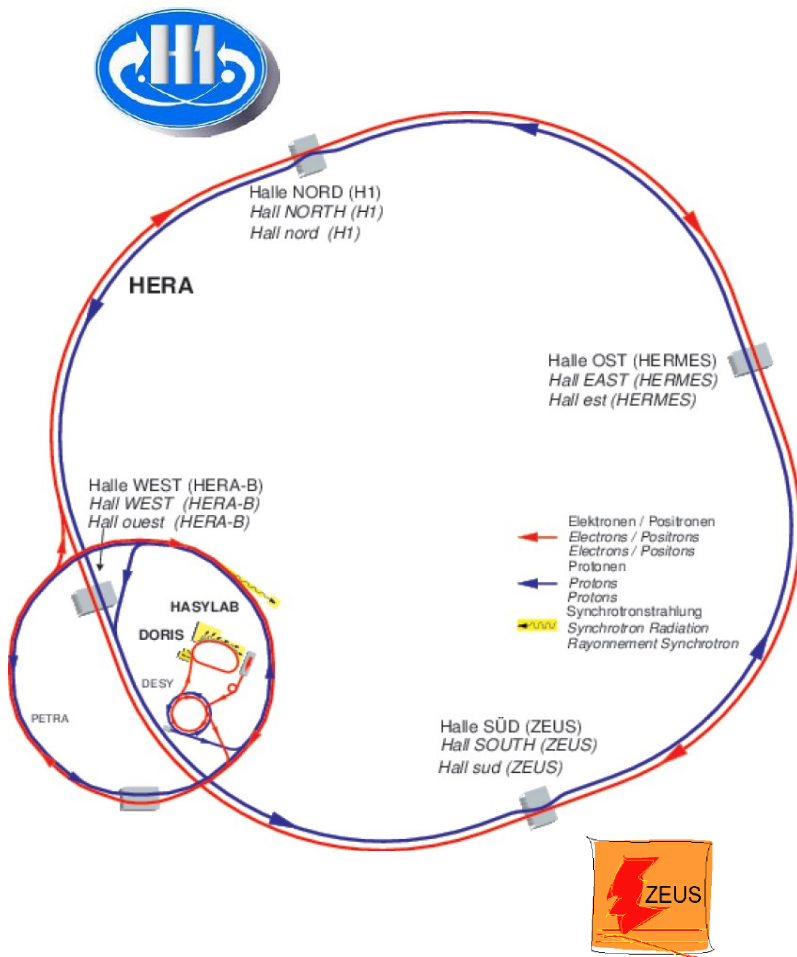 H1
Halle NORD (H1)
Hall NORTH (H1)
Hall nord (H1)
HERA
Halle OST (HERMES)
Hall EAST (HERMES)
Hall est (HERMES)
Halle WEST (HERA-B)
Hall WEST (HERA-B)
Hall ouest (HERA-B)
Elektronen / Positronen
Electrons / Positrons
Electrons / Positons
Protonen
Protons
Protons
Synchrotronstrahlung
Synchrotron Radiation
Rayonnement Synchrotron
HASYLAB
DORIS
DESY
PETRA
Halle SÜD (ZEUS)
Hall SOUTH (ZEUS)
Hall sud (ZEUS)
ZEUS